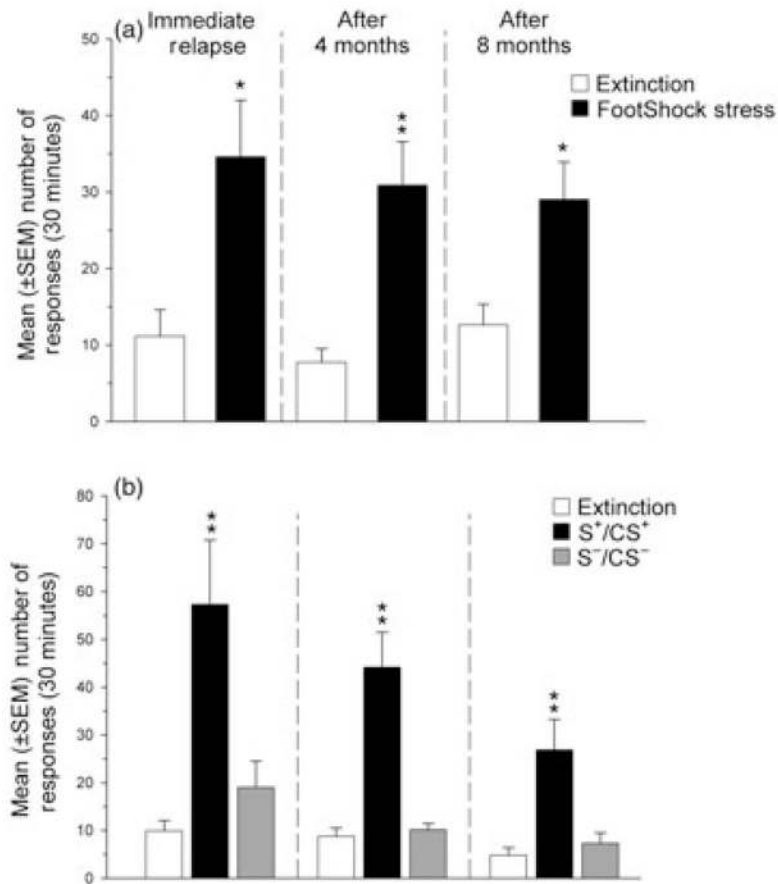 (a)
Immediate relapse
After 4 months
After 8 months
Extinction
FootShock stress
Mean (±SEM) number of
responses (30 minutes)
50
40
30
20
10
0
*
**
*
(b)
Extinction
S⁺/CS⁺
S⁻/CS⁻
Mean (±SEM) number of
responses (30 minutes)
80
70
60
50
40
30
20
10
0
**
**
**